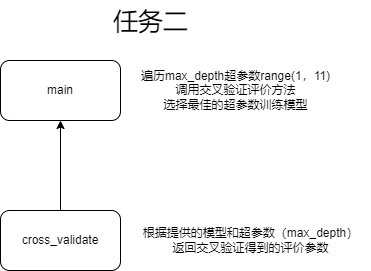 任务二
main
遍历max_depth超参数range(1，11)
调用交叉验证评价方法
选择最佳的超参数训练模型
cross_validate
根据提供的模型和超参数（max_depth）
返回交叉验证得到的评价参数